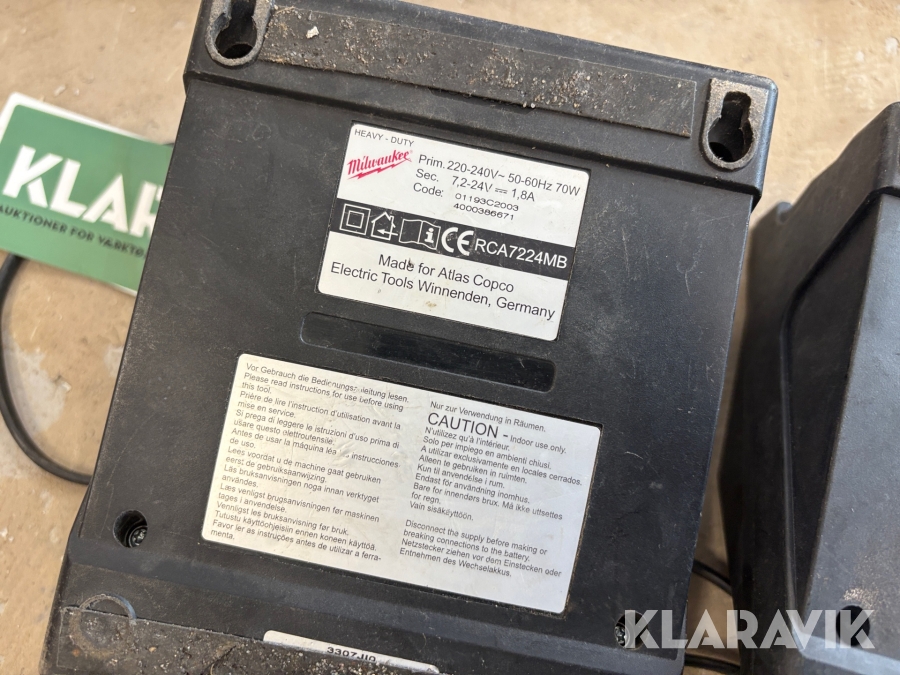 HEAVY - DUTY
Milwaukee
Prim. 220-240V~ 50-60Hz 70W
Sec. 7,2-24V 1,8A
Code: 01193C2003
4000385671
CE RCA7224MB
Made for Atlas Copco
Electric Tools Winnenden, Germany
KLAR
AUKTIONER FÖR VERKTØ
Vor Gebrauch die Bedienungsanleitung lesen.
Please read instructions for use before using
this tool.
Prière de lire l'instruction d'utilisation avant la
mise en service.
Si prega di leggere le istruzioni d'uso prima di
usare questo elettroutensile.
Antes de usar la máquina léa instrucciones
de uso.
Lees voordat u de machine gaat gebruiken
eerst de gebruiksaanwijzing.
Läs bruksanvisningen noga innan verktyget
användes.
Læs venligst brugsanvisningen før maskinen
tages i anvendelse.
Vennligst les bruksanvisning før bruk.
Tutustu käyttöohjeisiin ennen koneen käyttöä.
Favor ler as instruções antes de utilizar a ferra-
menta.
Nur zur Verwendung in Räumen.
CAUTION - Indoor use only.
N'utilizez qu'à l'intérieur.
Solo per impiego en ambienti chiusi.
A utilizar exclusivamente en locales cerrados.
Alleen te gebruiken in ruimten.
Kun til anvendelse i rum.
Endast för användning inomhus.
Bare for innendørs brux. Må ikke uttsettes
for regn.
Vain sisäkäyttöön.
Disconnect the supply before making or
breaking connections to the battery.
Netzstecker ziehen vor dem Einstecken oder
Entnehmen des Wechselakkus.
3307JI0
KLARAVIK